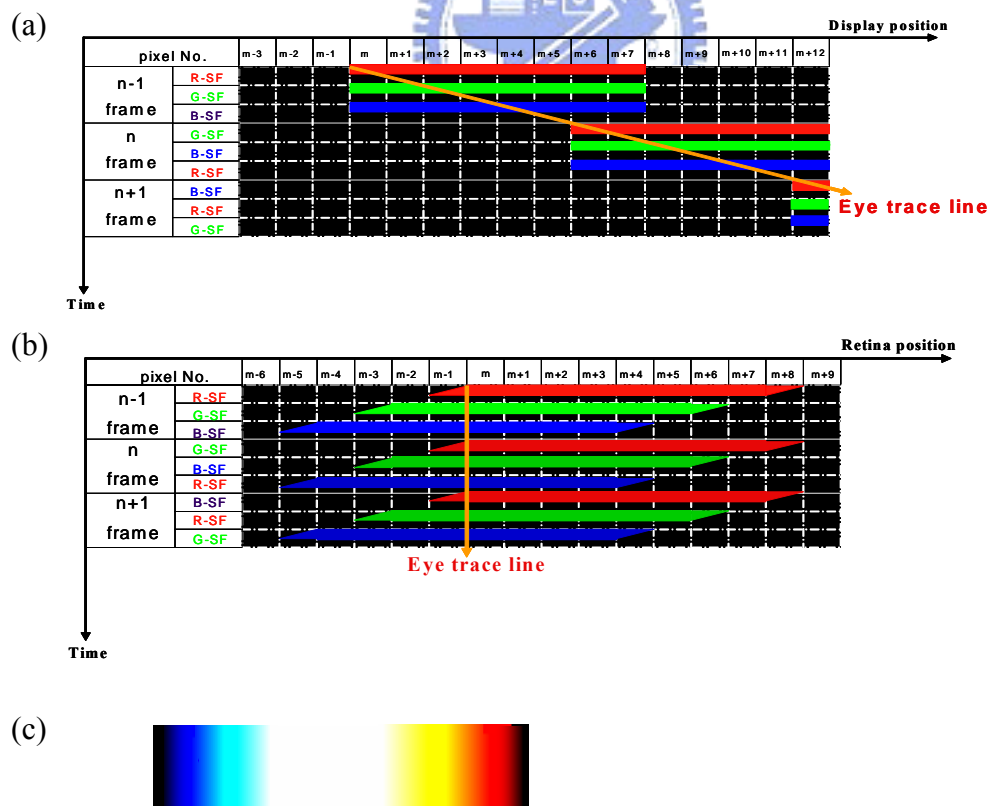 (a)
Display position
pixel No. m-3 m-2 m-1 m m+1 m+2 m+3 m+4 m+5 m+6 m+7 m+8 m+9 m+10 m+11 m+12
n-1 frame
R-SF
G-SF
B-SF
n frame
G-SF
B-SF
R-SF
n+1 frame
B-SF
R-SF
G-SF
Eye trace line
Time
(b)
Retina position
pixel No. m-6 m-5 m-4 m-3 m-2 m-1 m m+1 m+2 m+3 m+4 m+5 m+6 m+7 m+8 m+9
n-1 frame
R-SF
G-SF
B-SF
n frame
G-SF
B-SF
R-SF
n+1 frame
B-SF
R-SF
G-SF
Eye trace line
Time
(c)